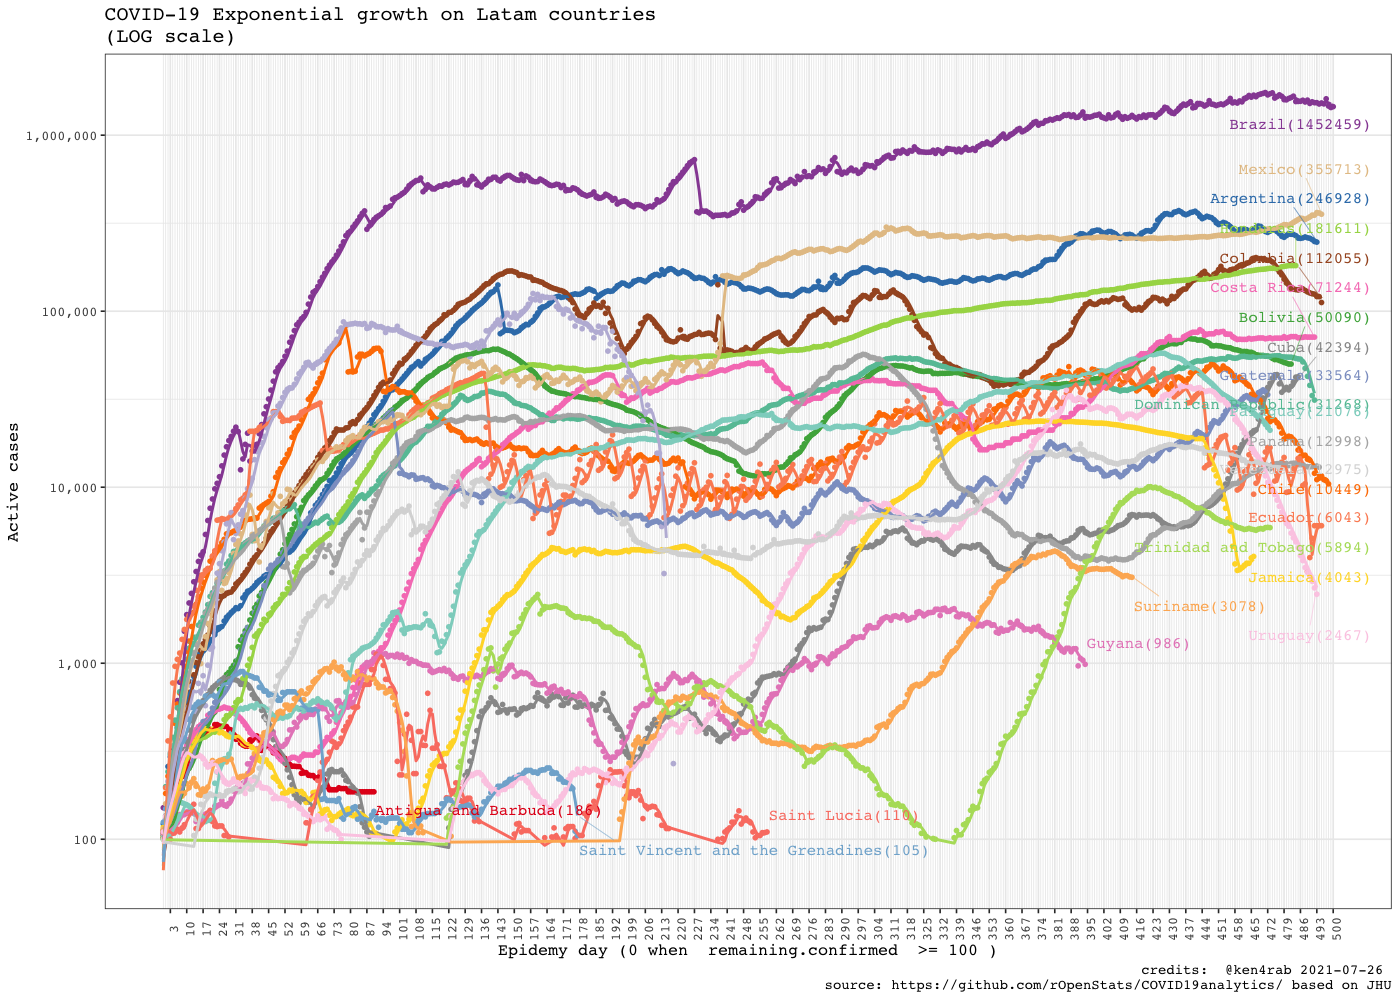 COVID-19 Exponential growth on Latam countries
(LOG scale)
Active cases
1,000,000
100,000
10,000
1,000
100
Brazil(1452459)
Mexico(355713)
Argentina(246928)
Honduras(181611)
Colombia(112055)
Costa Rica(71244)
Bolivia(50090)
Cuba(42394)
Guatemala(33564)
Dominican Republic(31268)
Panama(12998)
Chile(10449)
Ecuador(6043)
Trinidad and Tobago(5894)
Jamaica(4043)
Suriname(3078)
Uruguay(2467)
Guyana(986)
Antigua and Barbuda(186)
Saint Lucia(110)
Saint Vincent and the Grenadines(105)
3 10 17 24 31 38 45 52 59 66 73 80 87 94 101 108 115 122 129 136 143 150 157 164 171 178 185 192 199 206 213 220 227 234 241 248 255 262 269 276 283 290 297 304 311 318 325 332 339 346 353 360 367 374 381 388 395 402 409 416 423 430 437 444 451 458 465 472 479 486 493 500
Epidemy day (0 when remaining.confirmed >= 100 )
credits: @ken4rab 2021-07-26
source: https://github.com/rOpenStats/COVID19analytics/ based on JHU